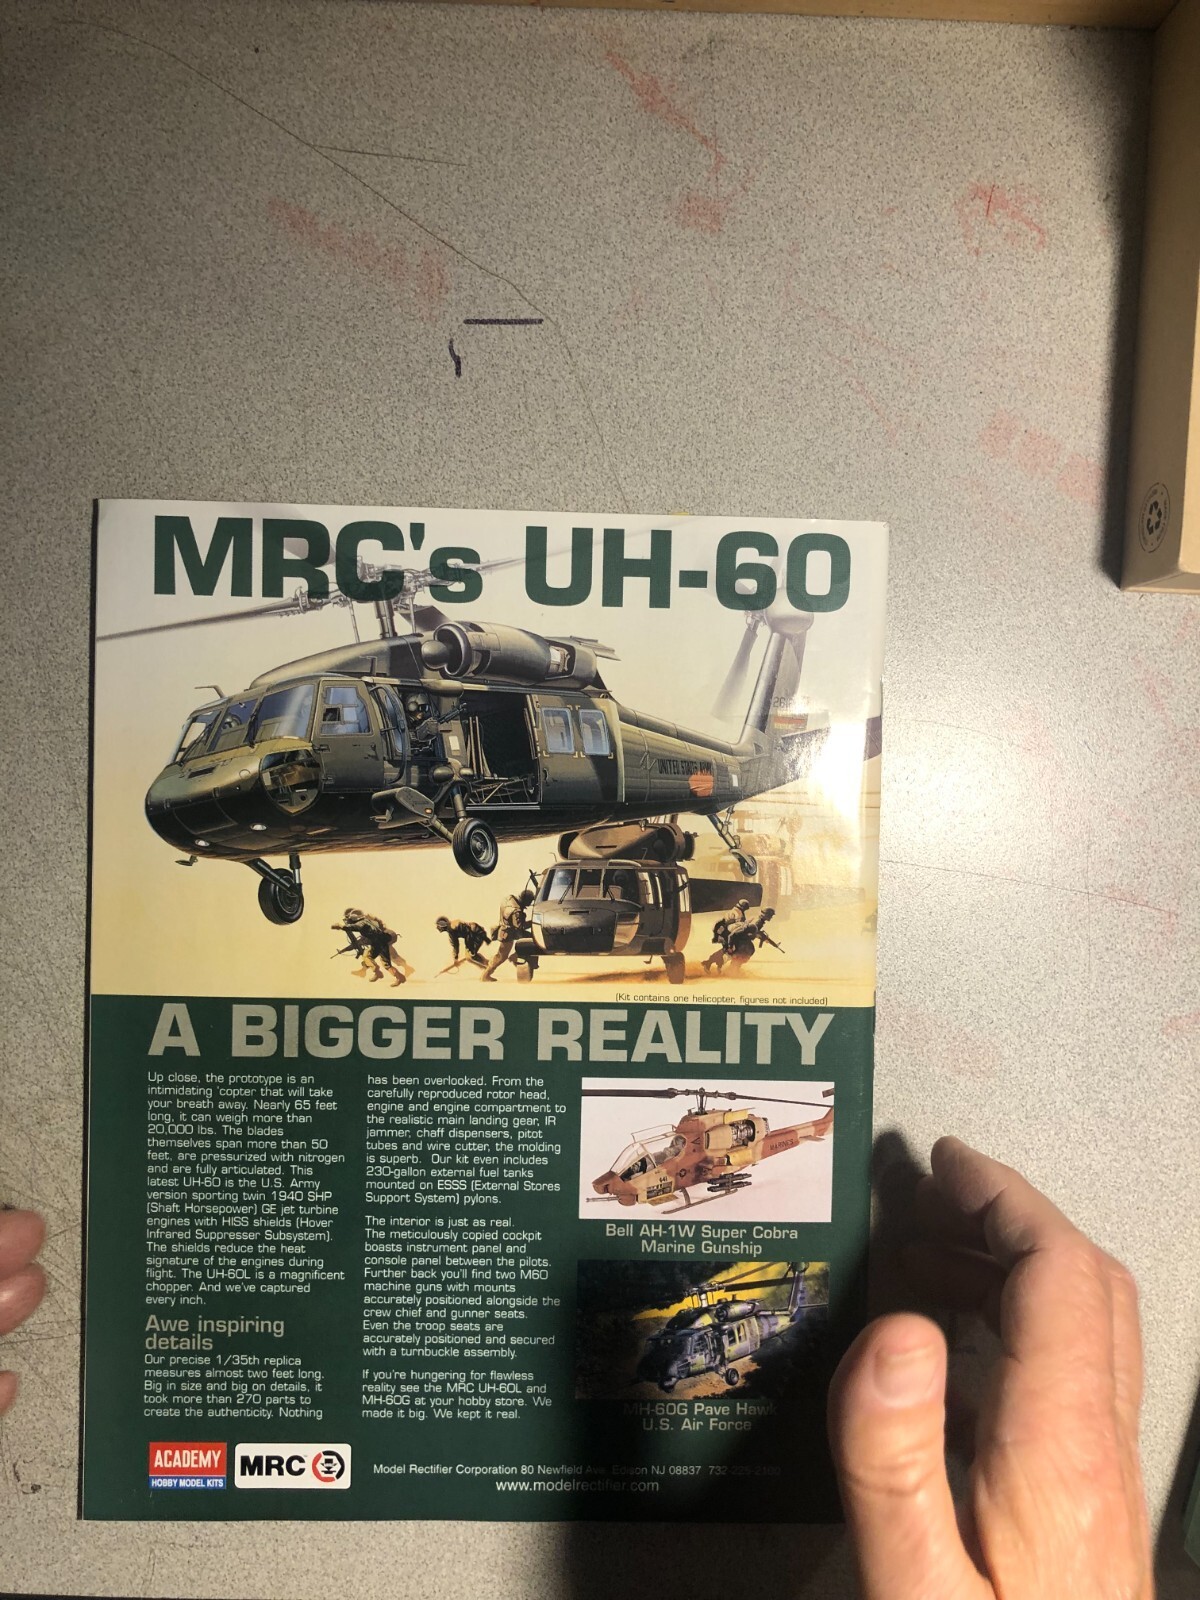 MRC's UH-60
UNITED STATES ARMY
(Kit contains one helicopter, figures not included)
A BIGGER REALITY
Up close, the prototype is an
intimidating 'copter that will take
your breath away. Nearly 65 feet
long, it can weigh more than
20,000 lbs. The blades
themselves span more than 50
feet, are pressurized with nitrogen
and are fully articulated. This
latest UH-60 is the U.S. Army
version sporting twin 1940 SHP
(Shaft Horsepower) GE jet turbine
engines with HISS shields (Hover
Infrared Suppresser Subsystem).
The shields reduce the heat
signature of the engines during
flight. The UH-60L is a magnificent
chopper. And we've captured
every inch.
Awe inspiring
details
Our precise 1/35th replica
measures almost two feet long.
Big in size and big on details, it
took more than 270 parts to
create the authenticity. Nothing
has been overlooked. From the
carefully reproduced rotor head,
engine and engine compartment to
the realistic main landing gear, IR
jammer, chaff dispensers, pitot
tubes and wire cutter, the molding
is superb. Our kit even includes
230-gallon external fuel tanks
mounted on ESSS (External Stores
Support System) pylons.
The interior is just as real.
The meticulously copied cockpit
boasts instrument panel and
console panel between the pilots.
Further back you'll find two M60
machine guns with mounts
accurately positioned alongside the
crew chief and gunner seats.
Even the troop seats are
accurately positioned and secured
with a turnbuckle assembly.
If you're hungering for flawless
reality see the MRC UH-60L and
MH-60G at your hobby store. We
made it big. We kept it real.
MARINES
Bell AH-1W Super Cobra
Marine Gunship
MH-60G Pave Hawk
U.S. Air Force
ACADEMY
HOBBY MODEL KITS
MRC
Model Rectifier Corporation 80 Newfield Ave. Edison NJ 08837 732
www.modelrectifier.com